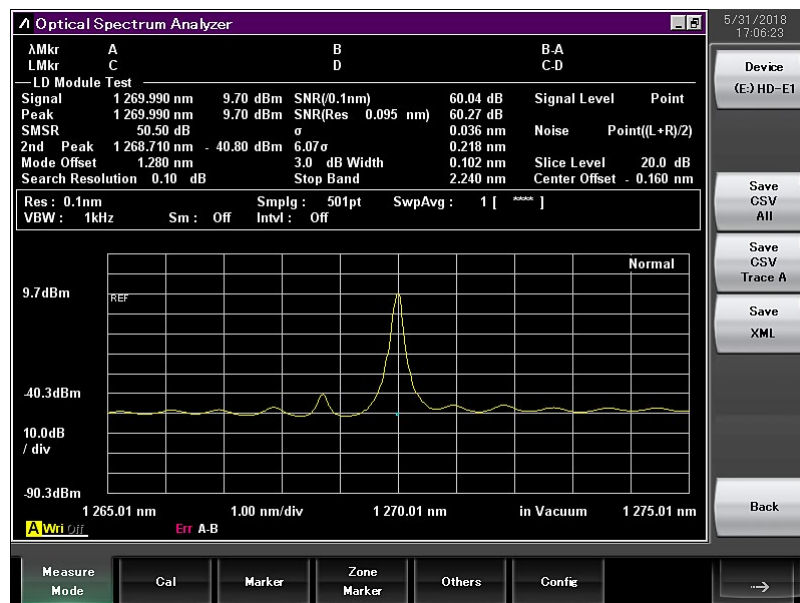 Optical Spectrum Analyzer
5/31/2018
17:06:23
λMkr A B B-A
LMkr C D C-D
LD Module Test
Signal 1 269.990 nm 9.70 dBm SNR(/0.1nm) 60.04 dB Signal Level Point
Peak 1 269.990 nm 9.70 dBm SNR(Res 0.095 nm) 60.27 dB
SMSR 50.50 dB σ 0.036 nm Noise Point((L+R)/2)
2nd Peak 1 268.710 nm - 40.80 dBm 6.07σ 0.218 nm
Mode Offset 1.280 nm 3.0 dB Width 0.102 nm Slice Level 20.0 dB
Search Resolution 0.10 dB Stop Band 2.240 nm Center Offset - 0.160 nm
Res : 0.1nm Smplg : 501pt SwpAvg : 1 [ **** ]
VBW : 1kHz Sm : Off Intvl : Off
Normal
9.7dBm
REF
-40.3dBm
10.0dB
/ div
-90.3dBm
1 265.01 nm 1.00 nm/div 1 270.01 nm in Vacuum 1 275.01 nm
A Wri Off Err A-B
Device
(E:) HD-E1
Save
CSV
All
Save
CSV
Trace A
Save
XML
Back
Measure
Mode
Cal
Marker
Zone
Marker
Others
Config